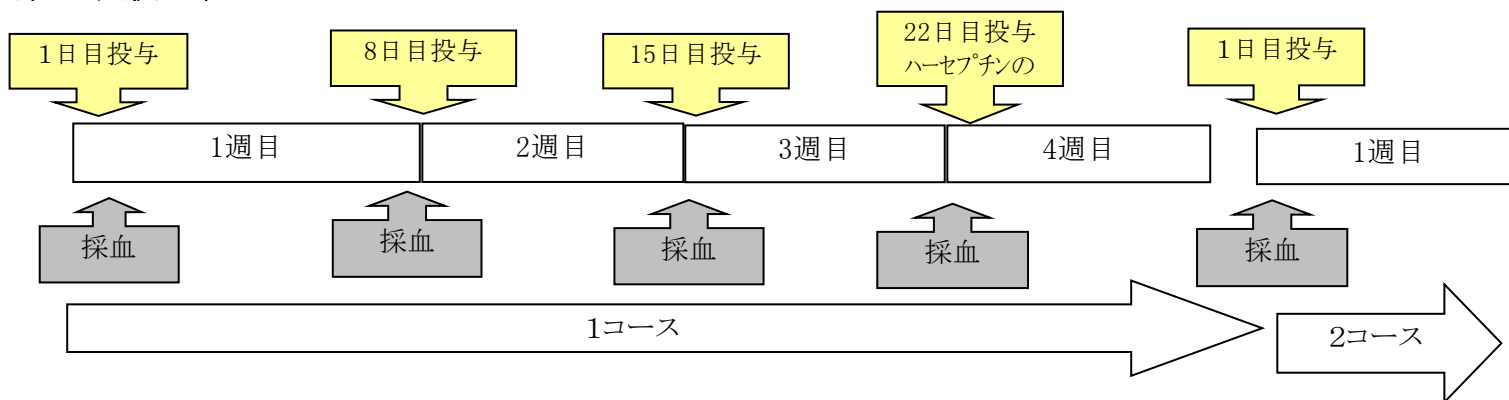 1日目投与
8日目投与
15日目投与
22日目投与
ハーセプチンの
1日目投与
1週目
2週目
3週目
4週目
1週目
採血
採血
採血
採血
採血
1コース
2コース